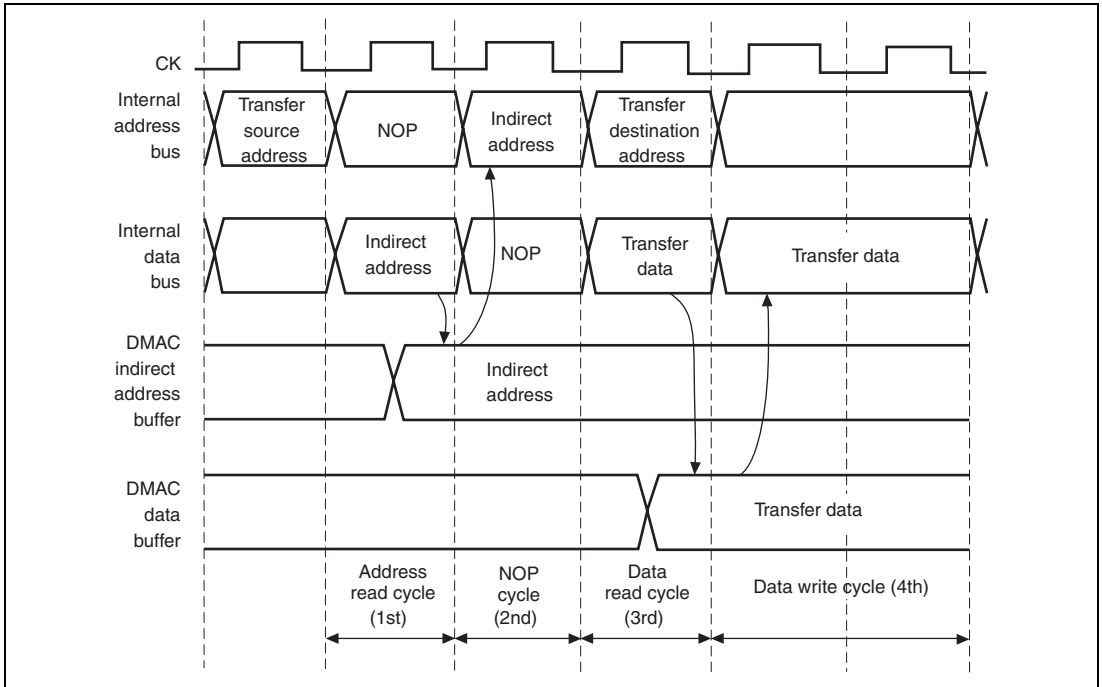 CK
Internal
address
bus
Transfer
source
address
NOP
Indirect
address
Transfer
destination
address
Internal
data
bus
Indirect
address
NOP
Transfer
data
Transfer data
DMAC
indirect
address
buffer
Indirect
address
DMAC
data
buffer
Transfer data
Address
read cycle
(1st)
NOP
cycle
(2nd)
Data
read cycle
(3rd)
Data write cycle (4th)